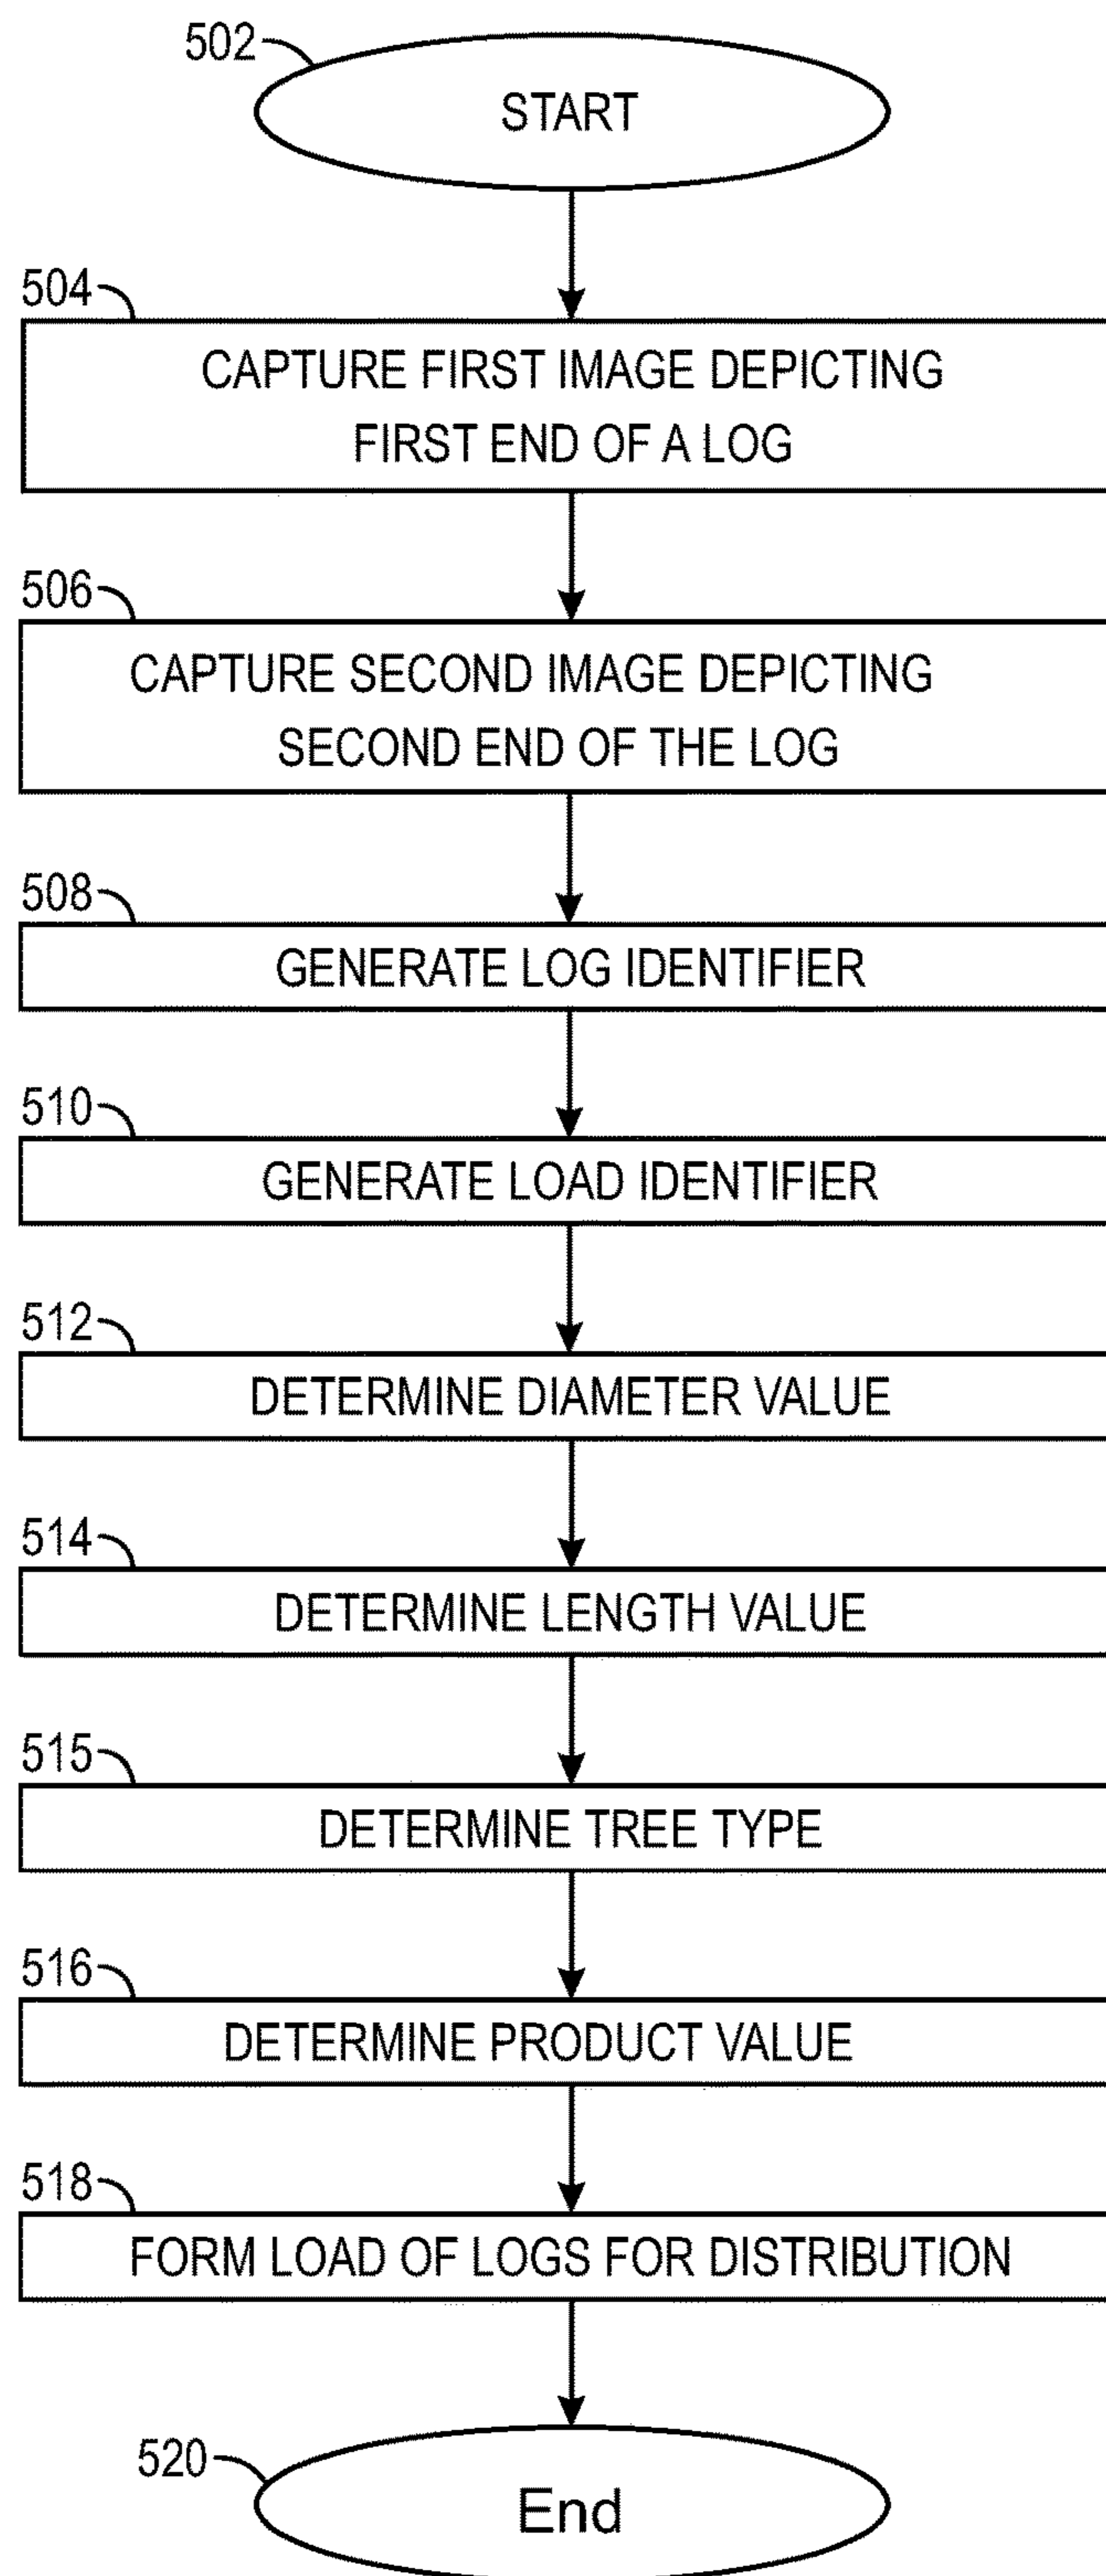 502
START
504
CAPTURE FIRST IMAGE DEPICTING
FIRST END OF A LOG
506
CAPTURE SECOND IMAGE DEPICTING
SECOND END OF THE LOG
508
GENERATE LOG IDENTIFIER
510
GENERATE LOAD IDENTIFIER
512
DETERMINE DIAMETER VALUE
514
DETERMINE LENGTH VALUE
515
DETERMINE TREE TYPE
516
DETERMINE PRODUCT VALUE
518
FORM LOAD OF LOGS FOR DISTRIBUTION
520
End